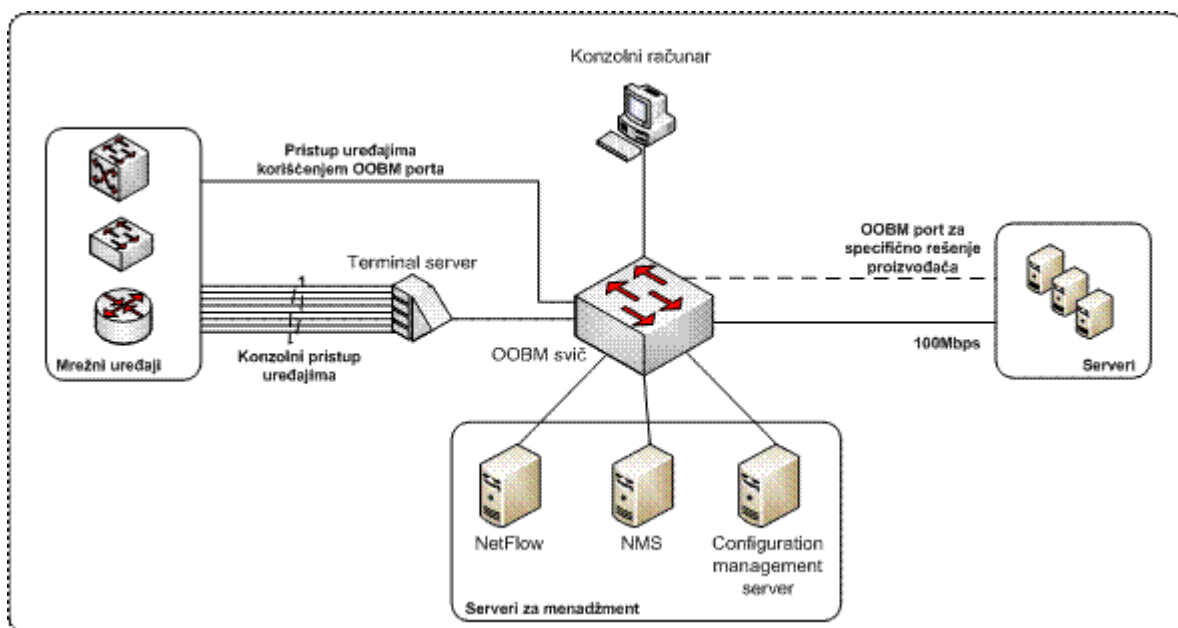 Konzolni računar
Pristup uređajima
korišćenjem OOBM porta
OOBM port za
specifično rešenje
proizvođača
Terminal server
Konzolni pristup
uređajima
Mrežni uređaji
OOBM svič
100Mbps
Serveri
NetFlow
NMS
Configuration
management
server
Serveri za menadžment